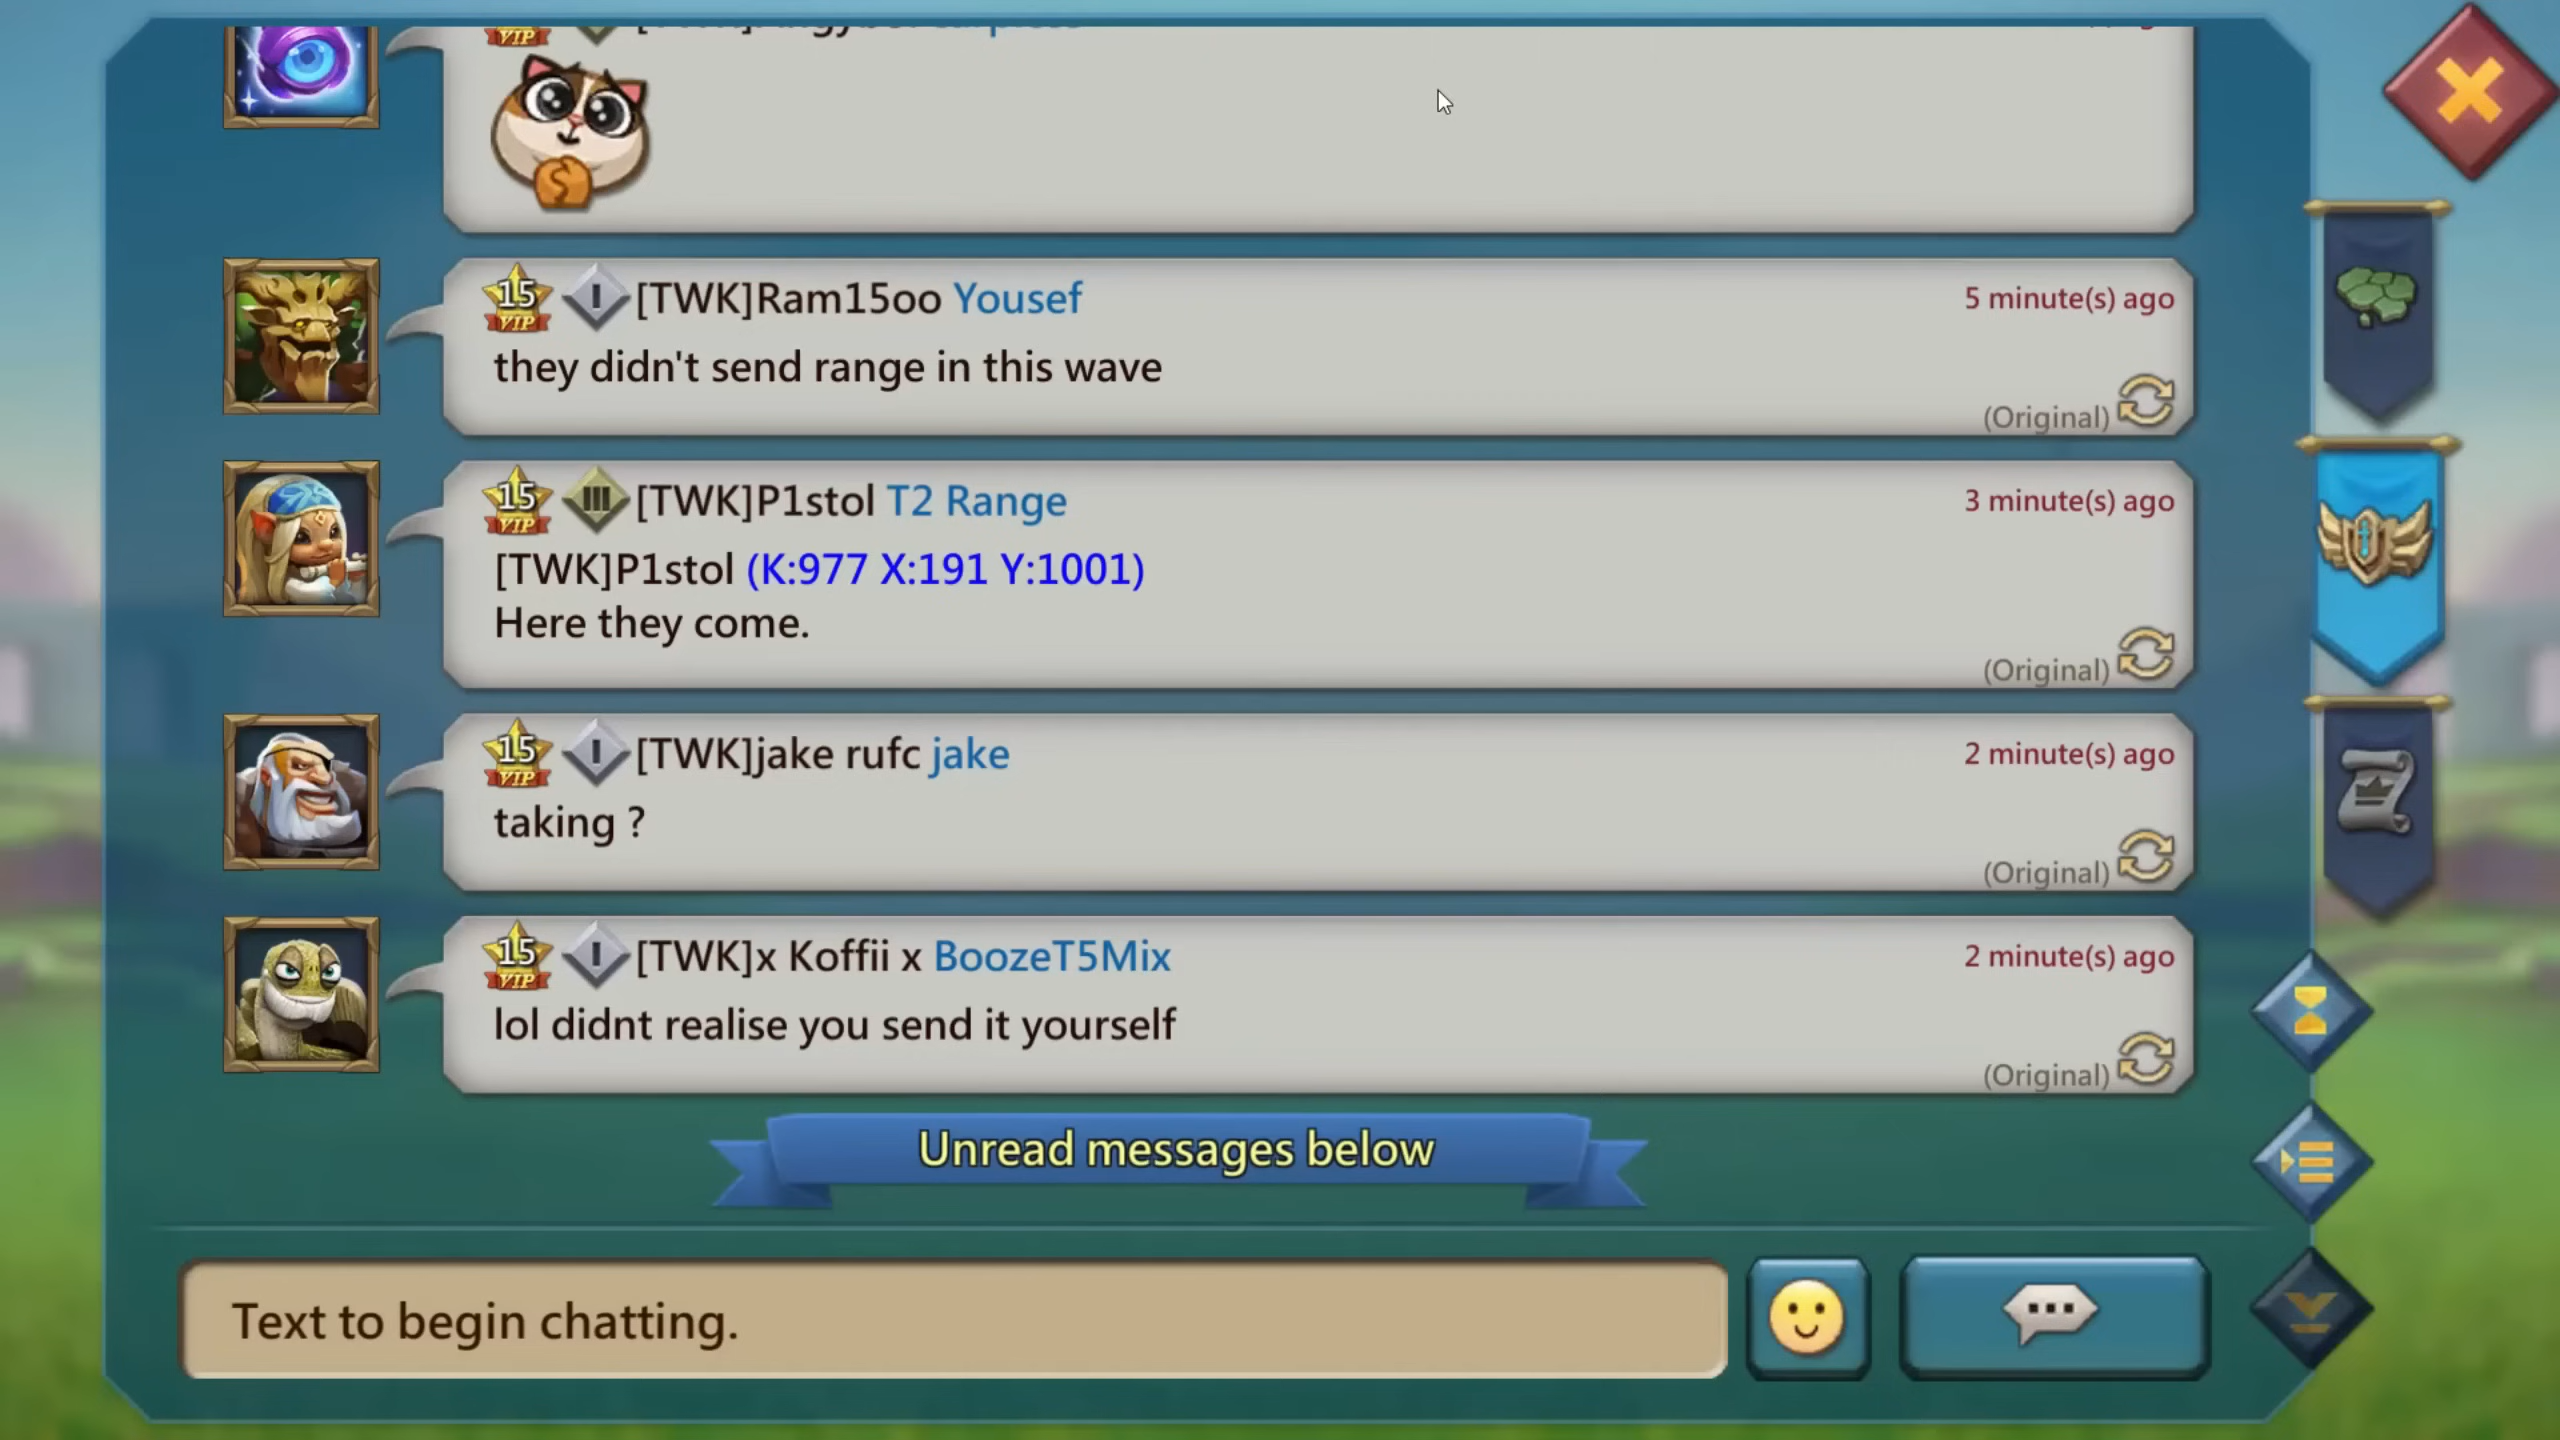 VIP
15 VIP I [TWK]Ram15oo Yousef 5 minute(s) ago
they didn't send range in this wave
(Original)
15 VIP III [TWK]P1stol T2 Range 3 minute(s) ago
[TWK]P1stol (K:977 X:191 Y:1001)
Here they come.
(Original)
15 VIP I [TWK]jake rufc jake 2 minute(s) ago
taking ?
(Original)
15 VIP I [TWK]x Koffii x BoozeT5Mix 2 minute(s) ago
lol didnt realise you send it yourself
(Original)
Unread messages below
Text to begin chatting.